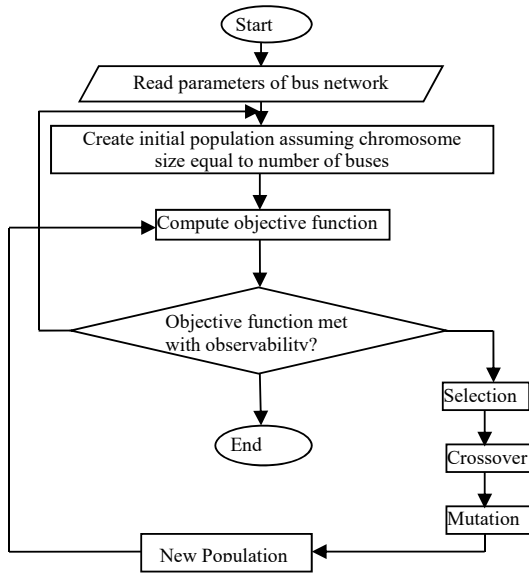 Start
Read parameters of bus network
Create initial population assuming chromosome
size equal to number of buses
Compute objective function
Objective function met
with observability?
Selection
End
Crossover
Mutation
New Population